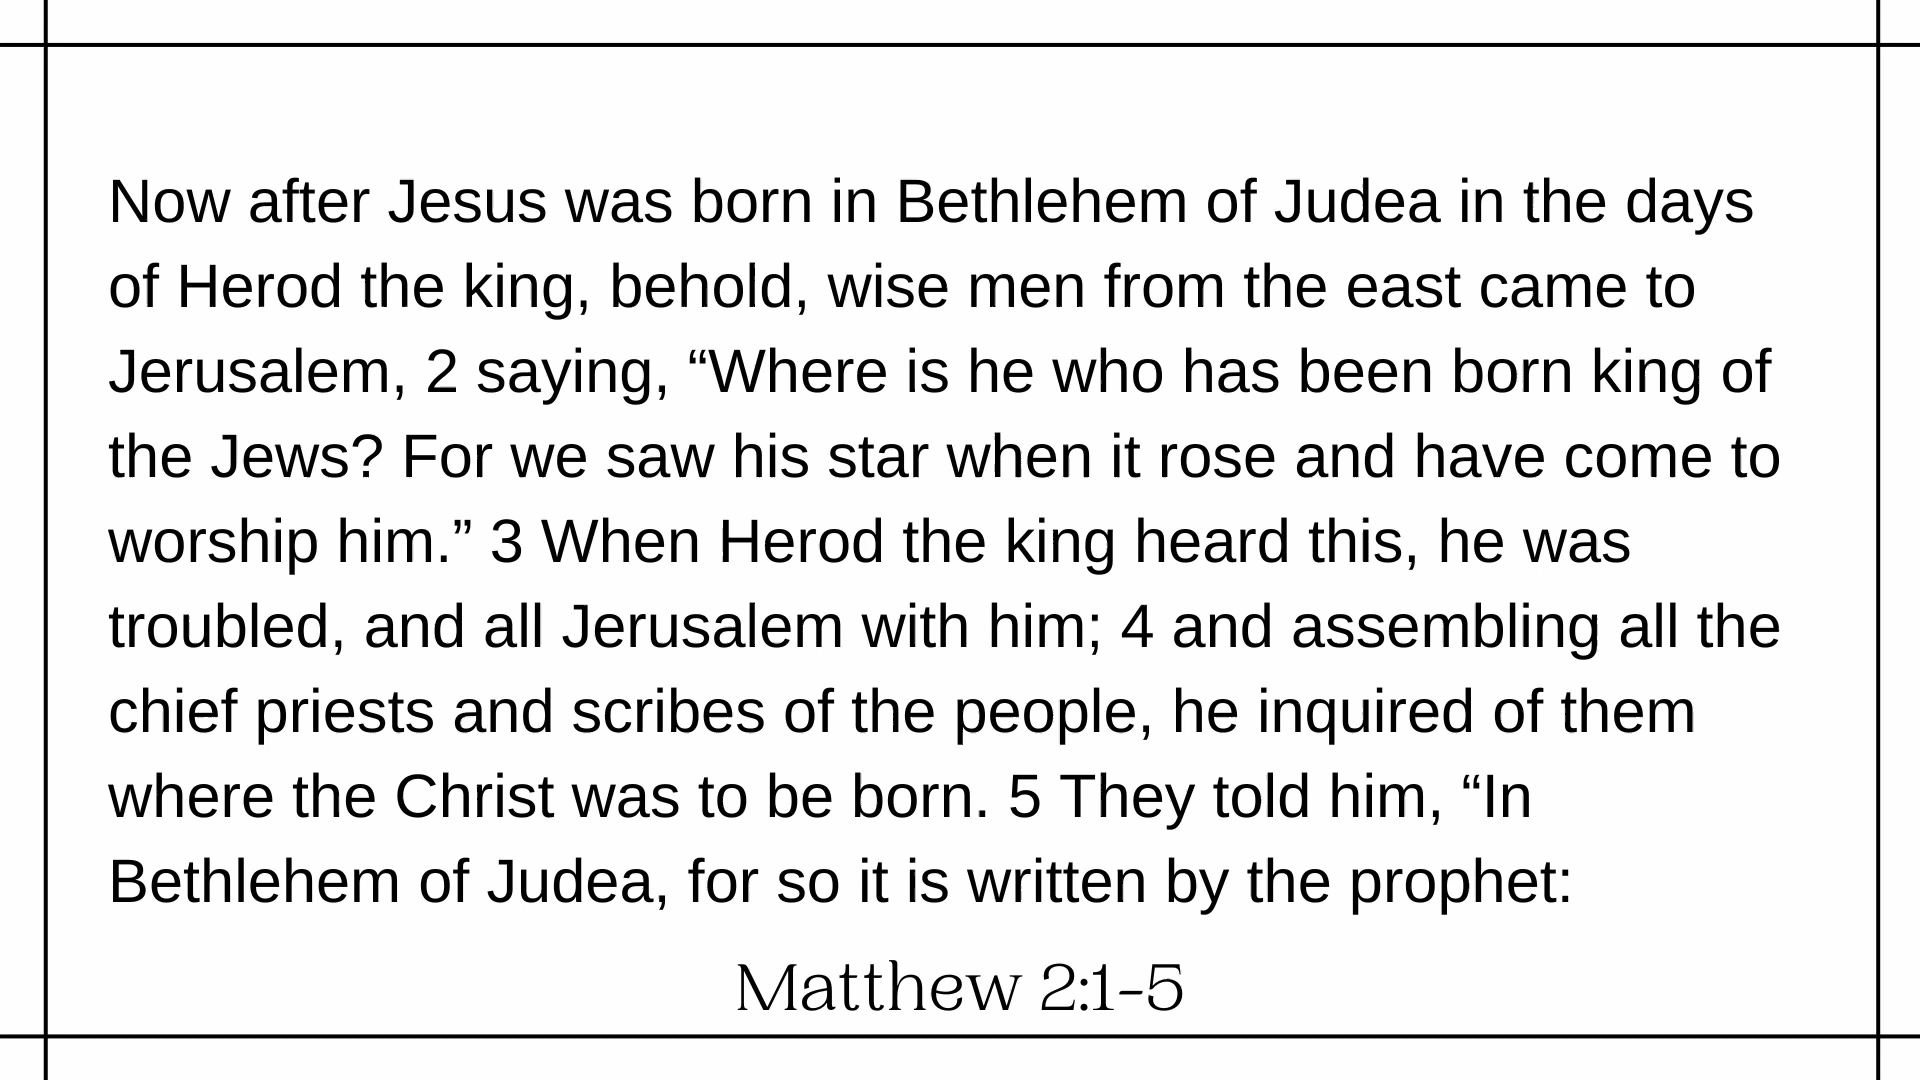 Now after Jesus was born in Bethlehem of Judea in the days
of Herod the king, behold, wise men from the east came to
Jerusalem, 2 saying, “Where is he who has been born king of
the Jews? For we saw his star when it rose and have come to
worship him.” 3 When Herod the king heard this, he was
troubled, and all Jerusalem with him; 4 and assembling all the
chief priests and scribes of the people, he inquired of them
where the Christ was to be born. 5 They told him, “In
Bethlehem of Judea, for so it is written by the prophet:
Matthew 2:1-5